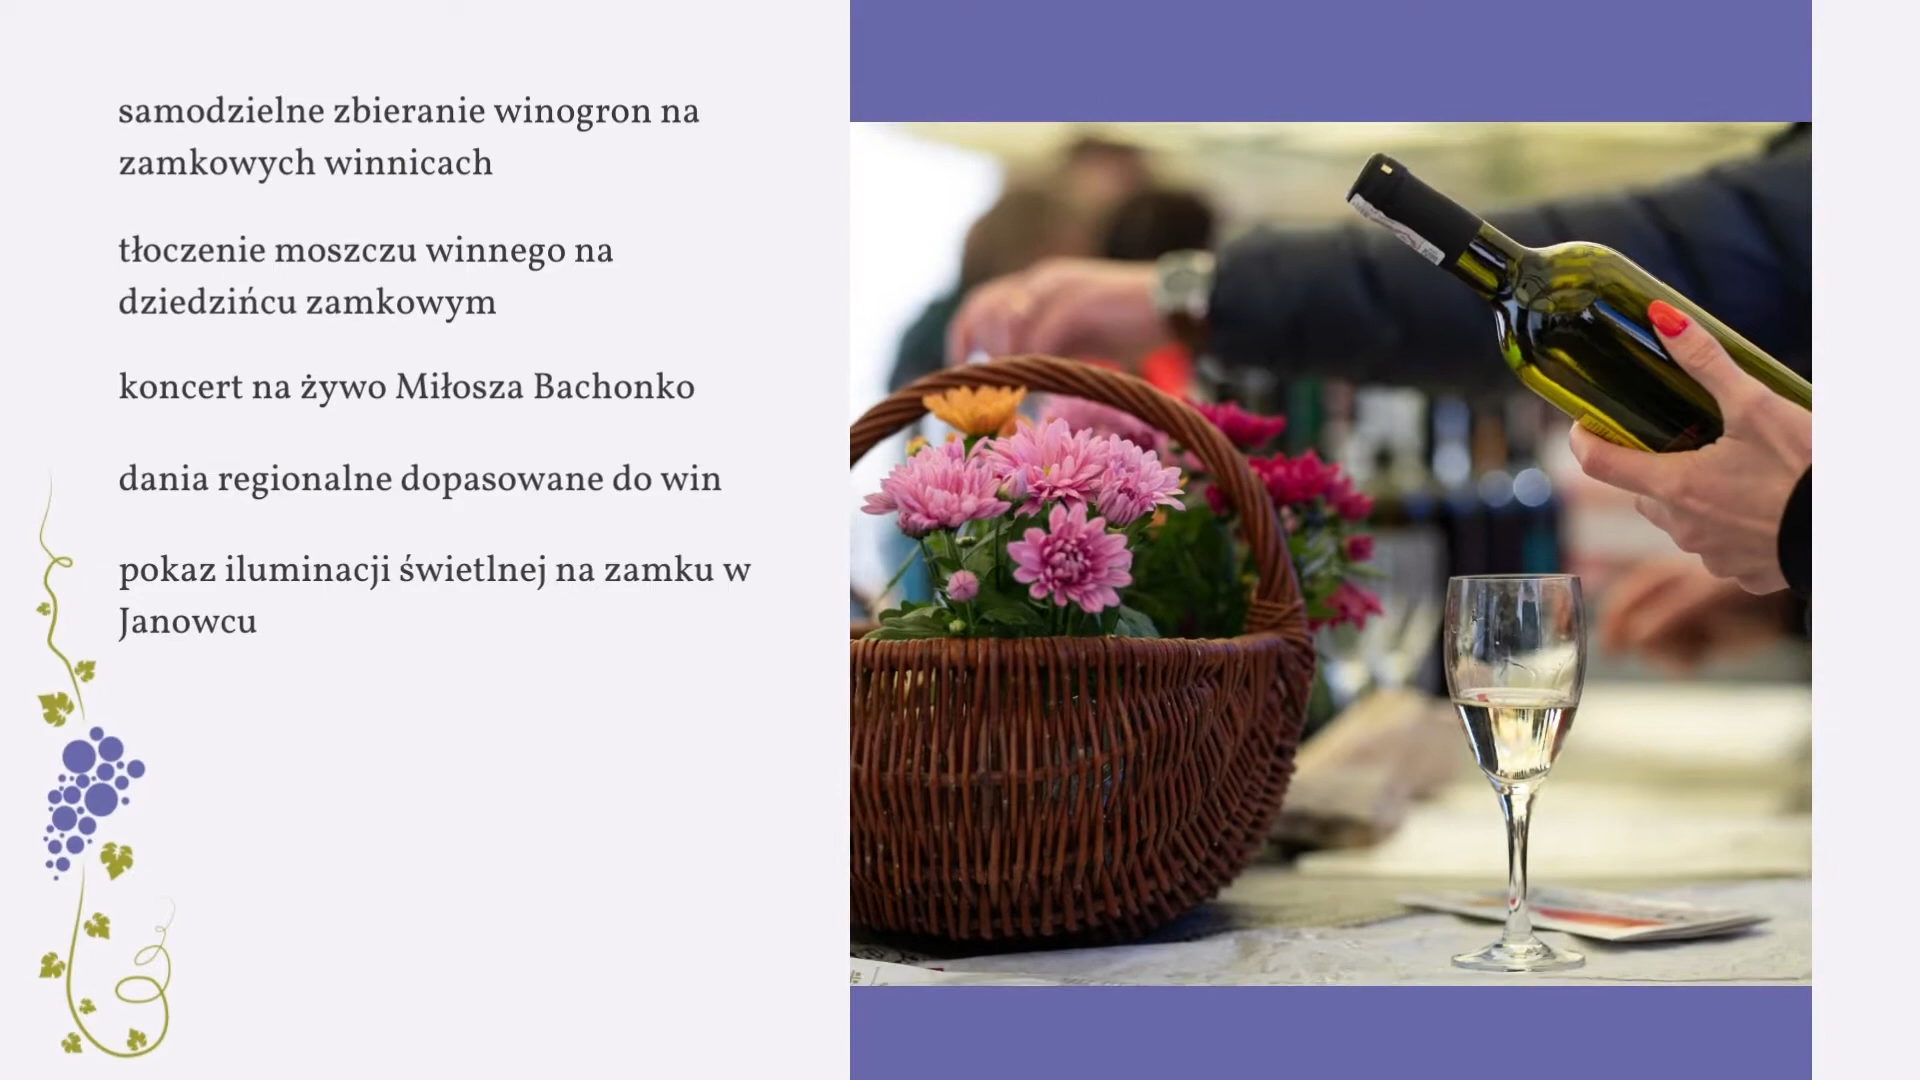 samodzielne zbieranie winogron na
zamkowych winnicach
tłoczenie moszczu winnego na
dziedzińcu zamkowym
koncert na żywo Miłosza Bachonko
dania regionalne dopasowane do win
pokaz iluminacji świetlnej na zamku w
Janowcu